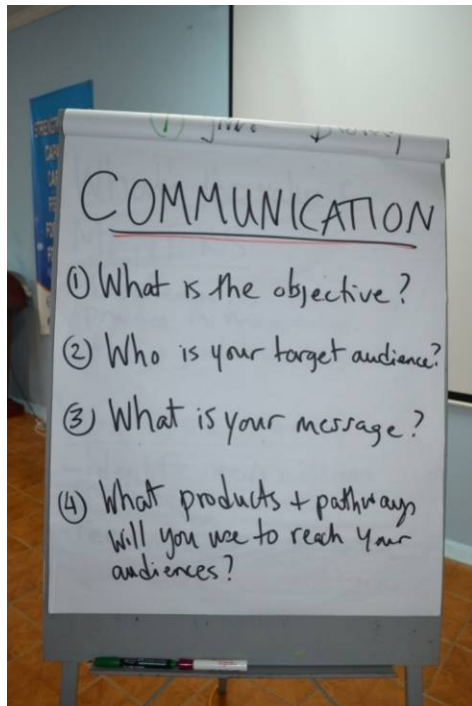 STRENGTH
COMMUNICATION
① What is the objective?
② Who is your target audience?
③ What is your message?
④ What products + pathways
will you use to reach your
audiences?